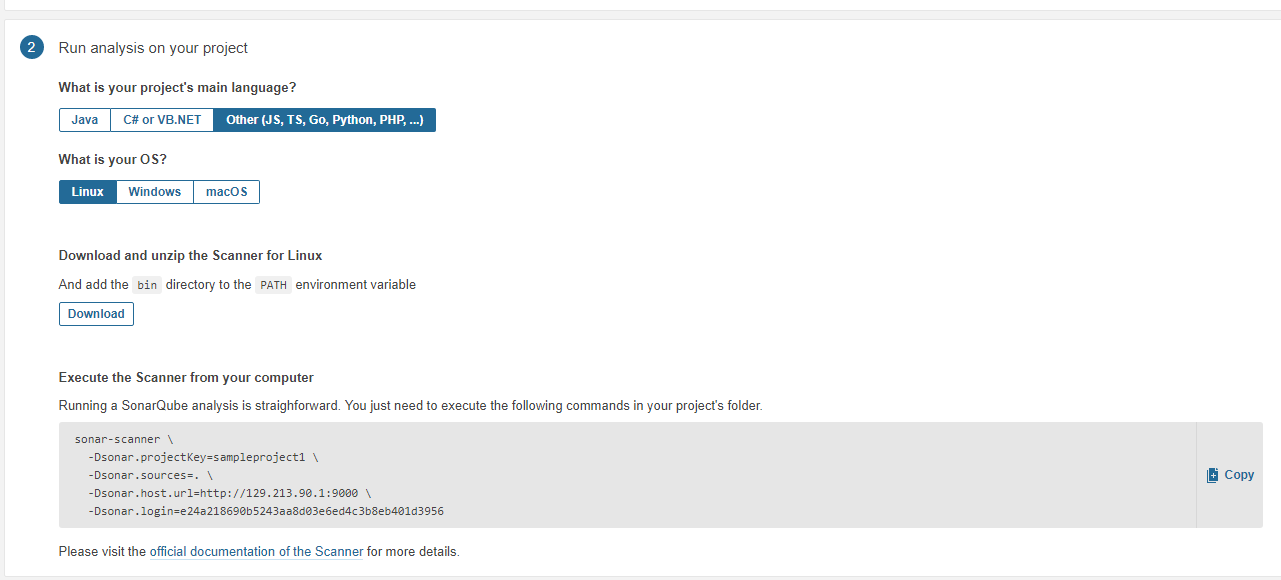 2 Run analysis on your project
What is your project's main language?
Java C# or VB.NET Other (JS, TS, Go, Python, PHP, ...)
What is your OS?
Linux Windows macOS
Download and unzip the Scanner for Linux
And add the bin directory to the PATH environment variable
Download
Execute the Scanner from your computer
Running a SonarQube analysis is straighforward. You just need to execute the following commands in your project's folder.
sonar-scanner \
-Dsonar.projectKey=sampleproject1 \
-Dsonar.sources=. \
-Dsonar.host.url=http://129.213.90.1:9000 \
-Dsonar.login=e24a218690b5243aa8d03e6ed4c3b8eb401d3956
Copy
Please visit the official documentation of the Scanner for more details.